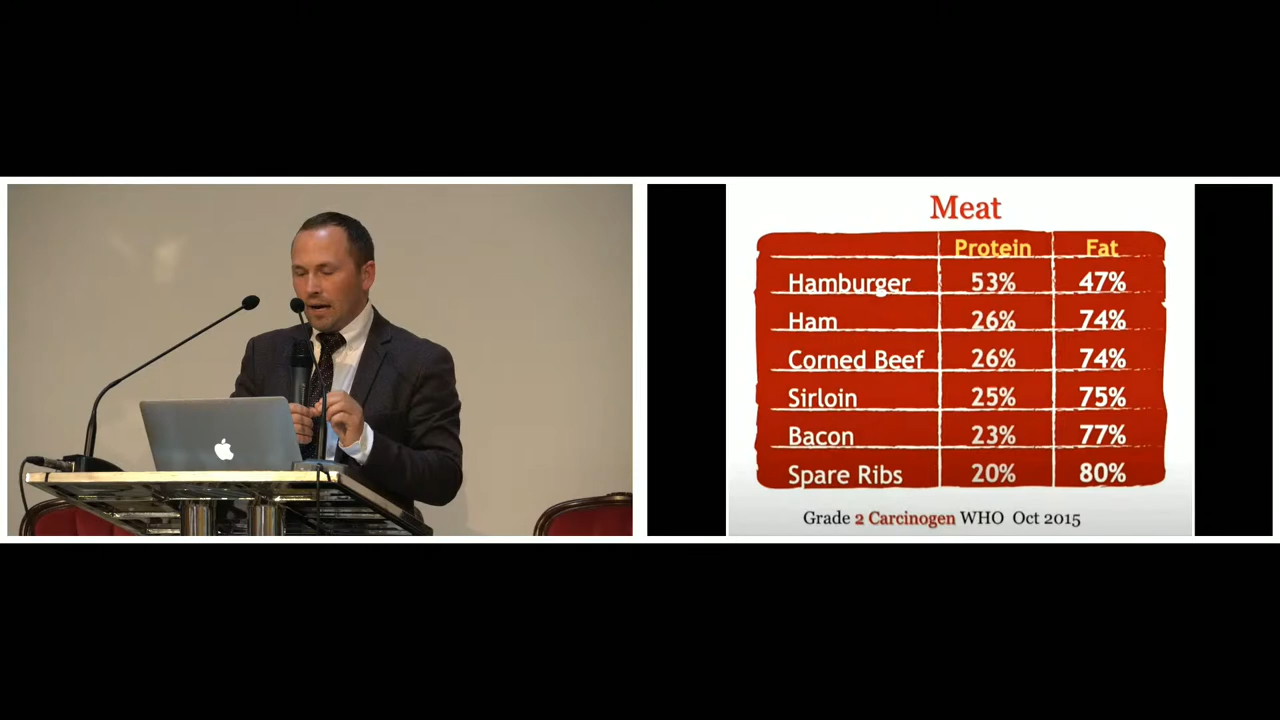 Meat
Protein Fat
Hamburger 53% 47%
Ham 26% 74%
Corned Beef 26% 74%
Sirloin 25% 75%
Bacon 23% 77%
Spare Ribs 20% 80%
Grade 2 Carcinogen WHO Oct 2015